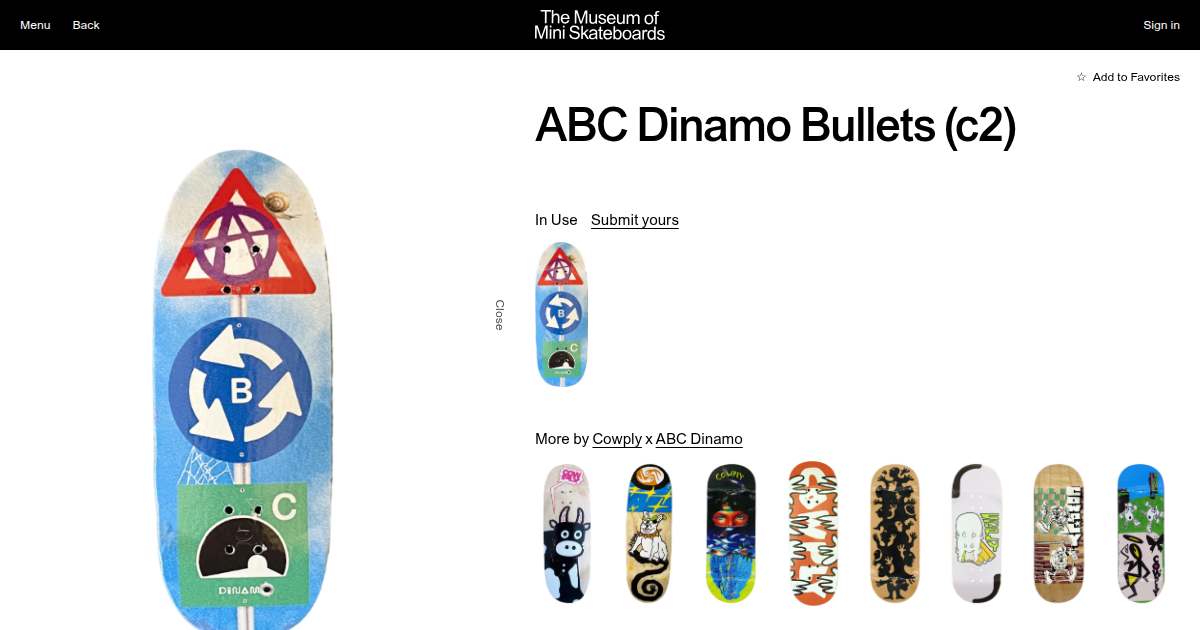 Menu
Back
The Museum of
Mini Skateboards
Sign in
☆ Add to Favorites
ABC Dinamo Bullets (c2)
In Use
Submit yours
Close
More by Cowply x ABC Dinamo
A
B
C
B
C
COWPLY